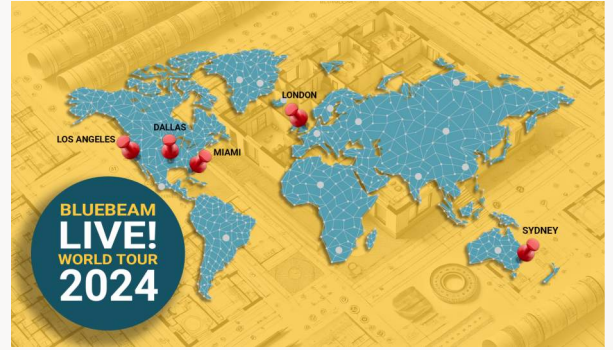 LONDON
DALLAS
LOS ANGELES
MIAMI
BLUEBEAM
LIVE!
WORLD TOUR
2024
SYDNEY